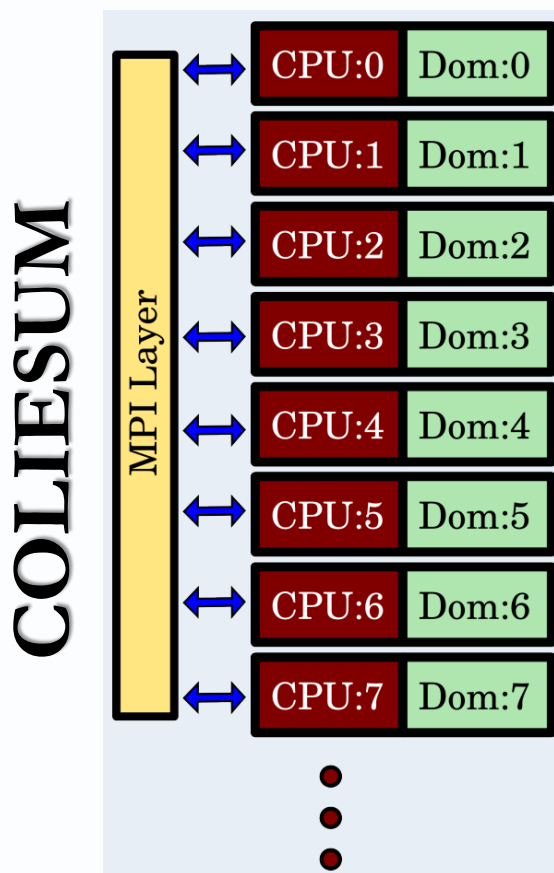 COLIESUM
MPI Layer
CPU:0 Dom:0
CPU:1 Dom:1
CPU:2 Dom:2
CPU:3 Dom:3
CPU:4 Dom:4
CPU:5 Dom:5
CPU:6 Dom:6
CPU:7 Dom:7